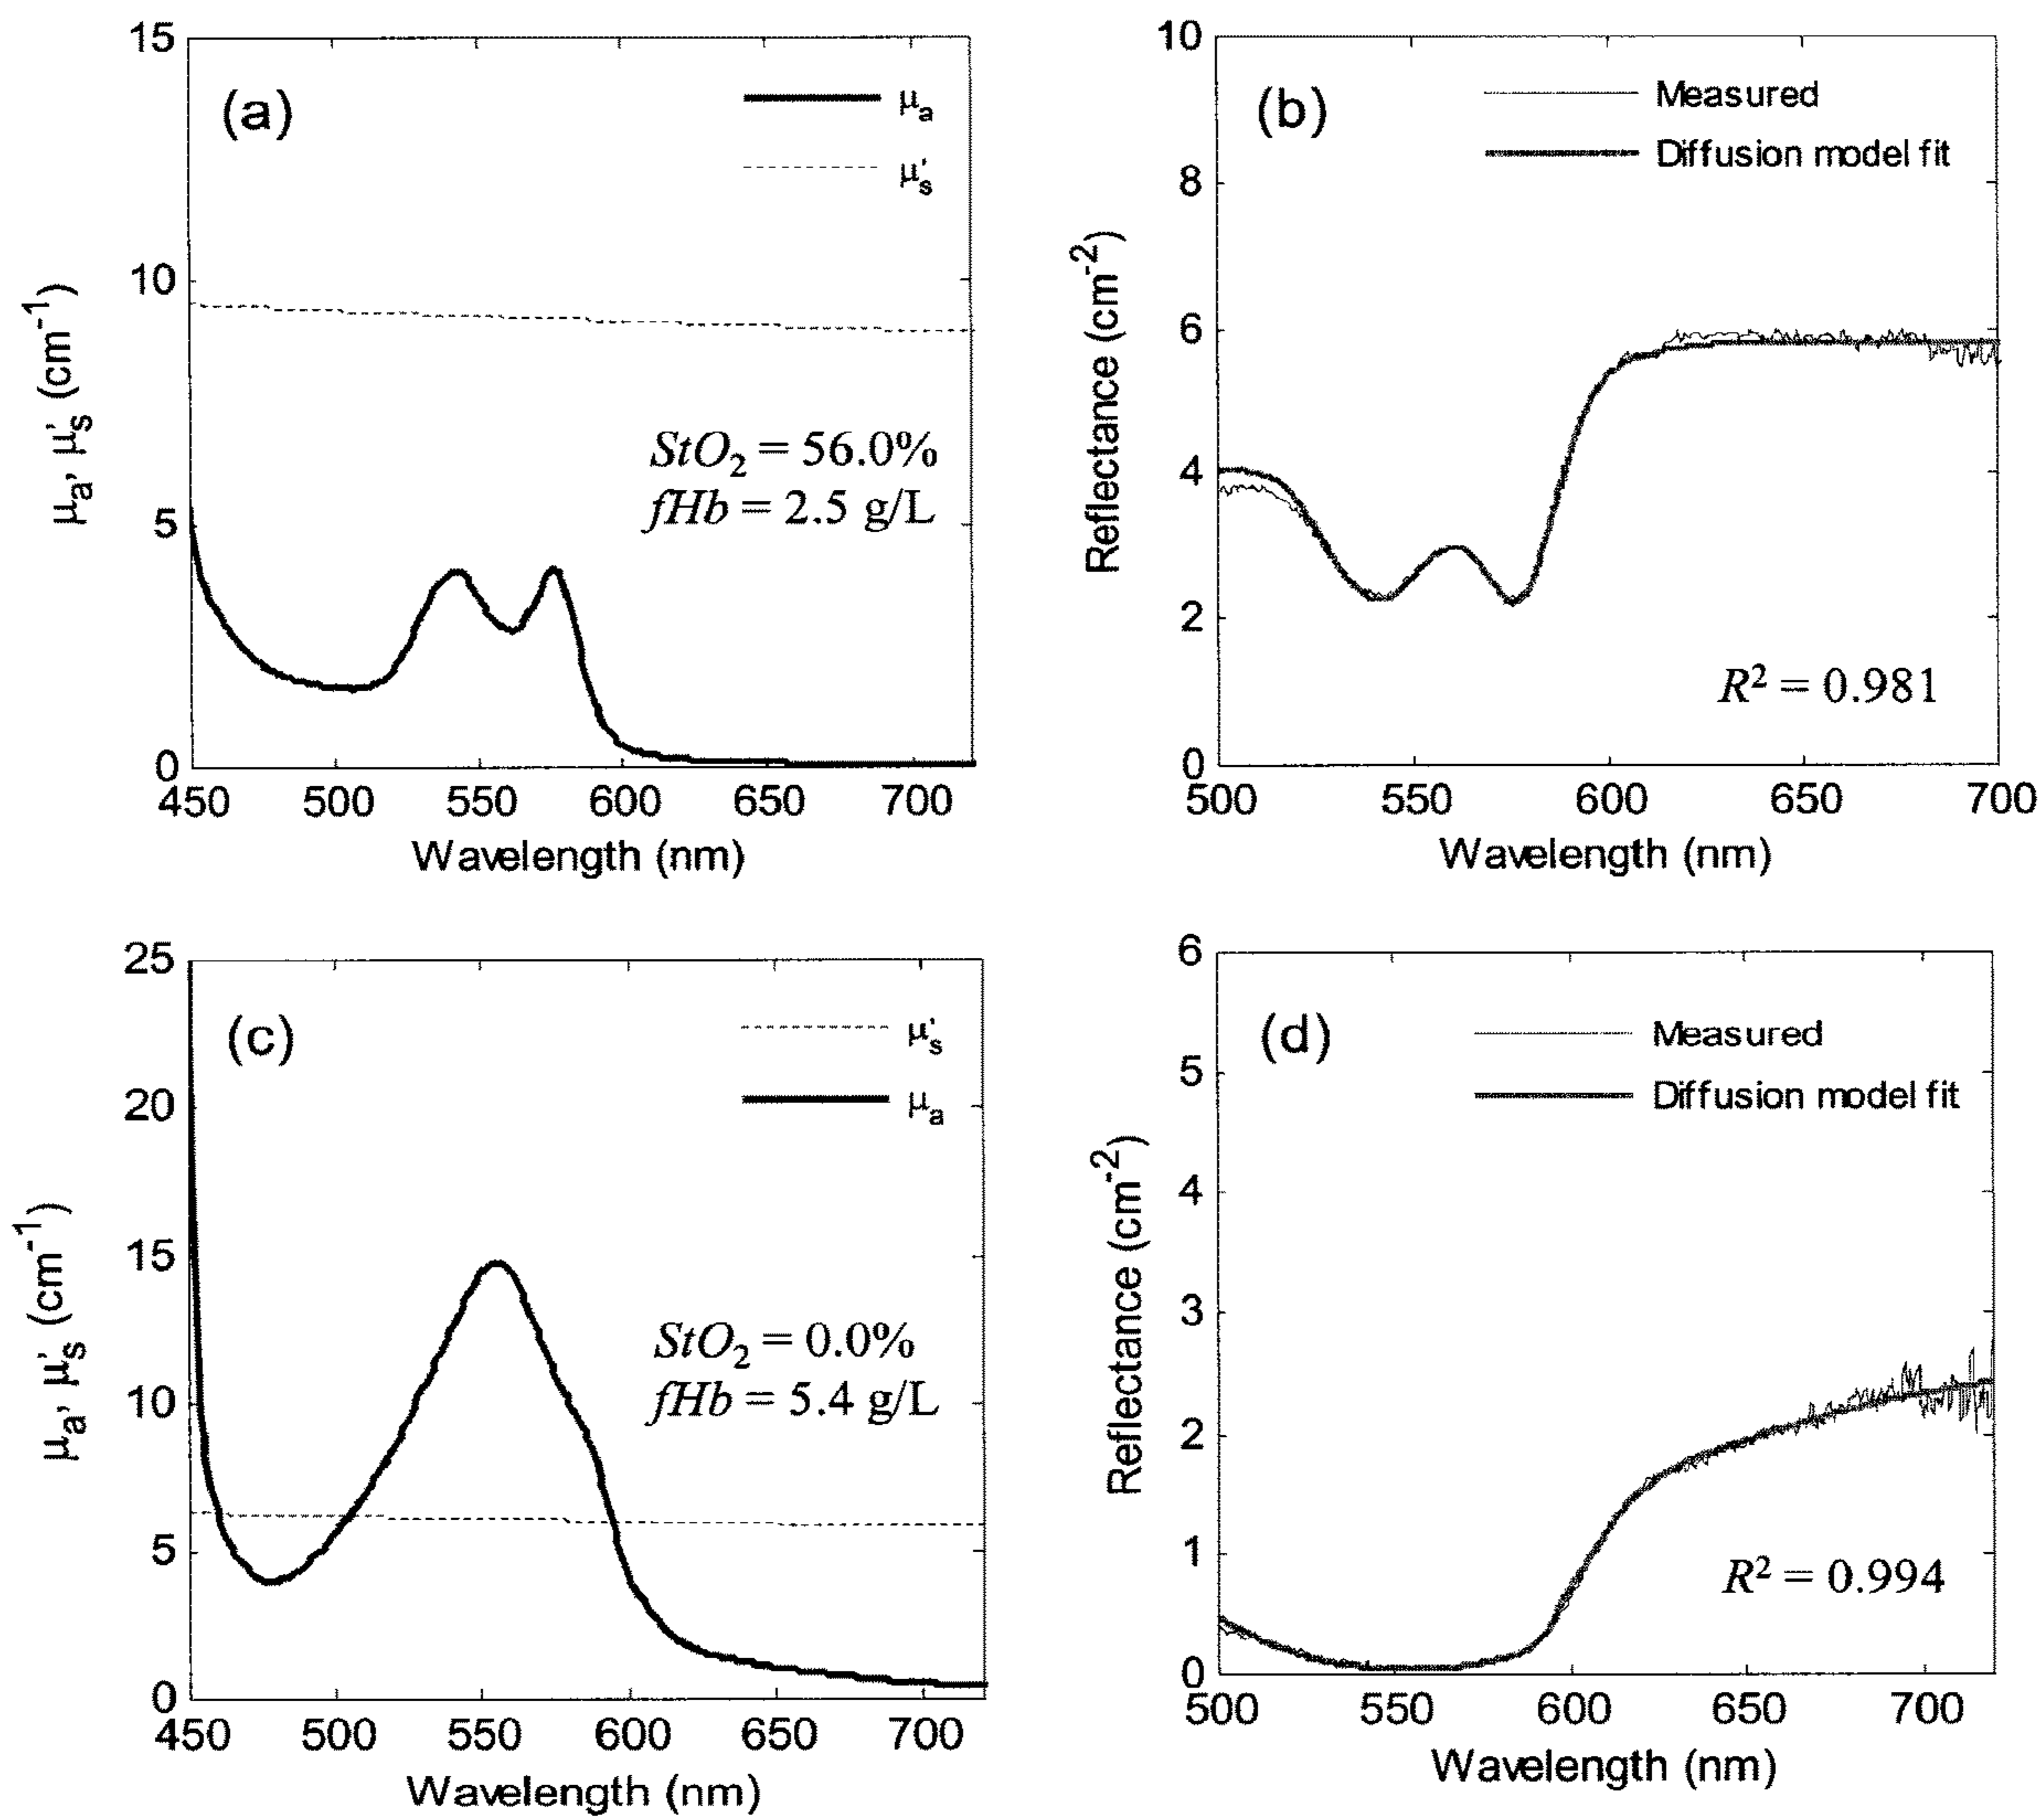 (a)
μa
μ's
StO2 = 56.0%
fHb = 2.5 g/L
15
10
5
0
μa, μ's (cm-1)
450 500 550 600 650 700
Wavelength (nm)
(b)
Measured
Diffusion model fit
R2 = 0.981
10
8
6
4
2
0
Reflectance (cm-2)
500 550 600 650 700
Wavelength (nm)
(c)
μ's
μa
StO2 = 0.0%
fHb = 5.4 g/L
25
20
15
10
5
0
μa, μ's (cm-1)
450 500 550 600 650 700
Wavelength (nm)
(d)
Measured
Diffusion model fit
R2 = 0.994
6
5
4
3
2
1
0
Reflectance (cm-2)
500 550 600 650 700
Wavelength (nm)